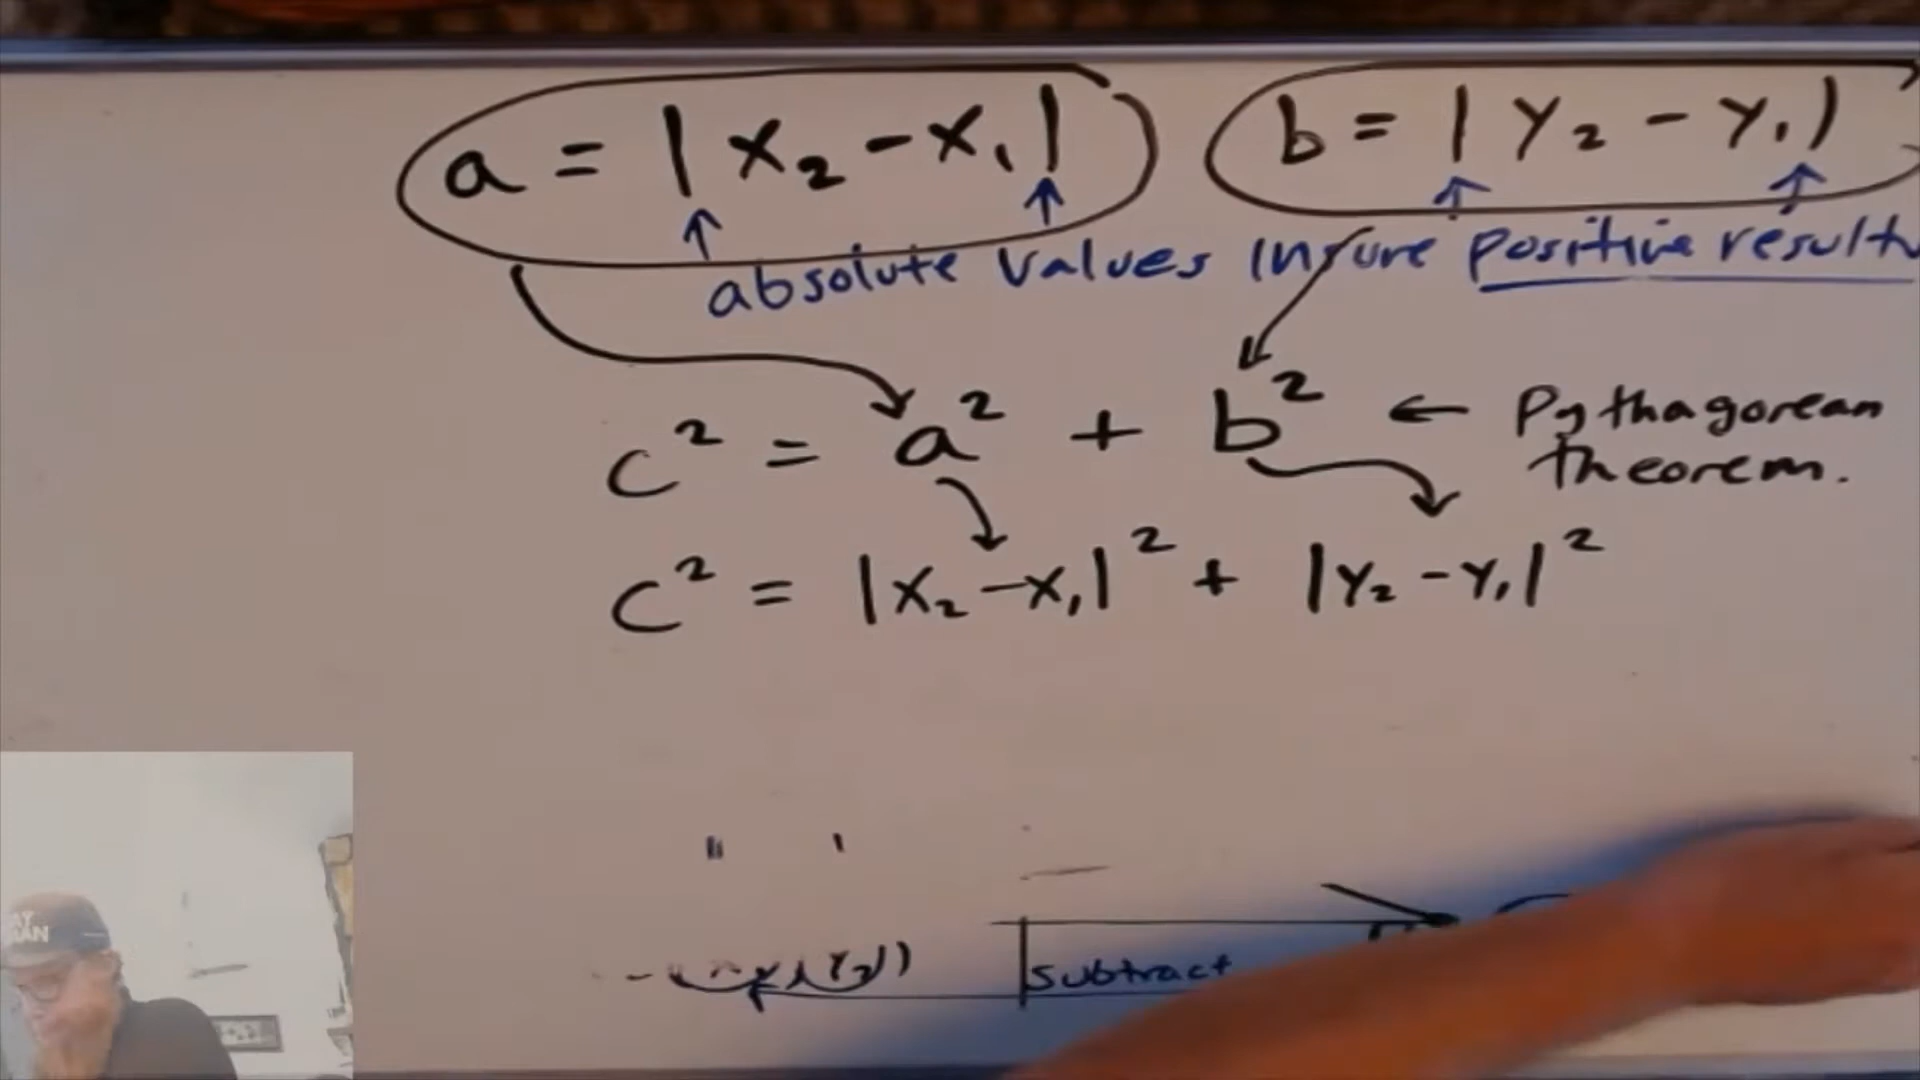 a = |x₂ - x₁| b = |y₂ - y₁|
absolute values insure positive result
c² = a² + b² ← Pythagorean theorem.
c² = |x₂ - x₁|² + |y₂ - y₁|²
subtract